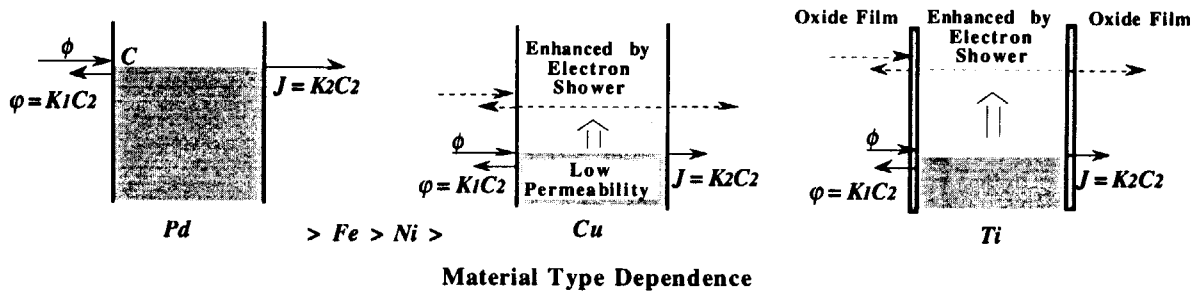 ϕ
C
φ = K1C2
J = K2C2
Pd
> Fe > Ni >
Enhanced by
Electron
Shower
ϕ
Low
Permeability
φ = K1C2
J = K2C2
Cu
Oxide Film
Enhanced by
Electron
Shower
Oxide Film
ϕ
φ = K1C2
J = K2C2
Ti
Material Type Dependence